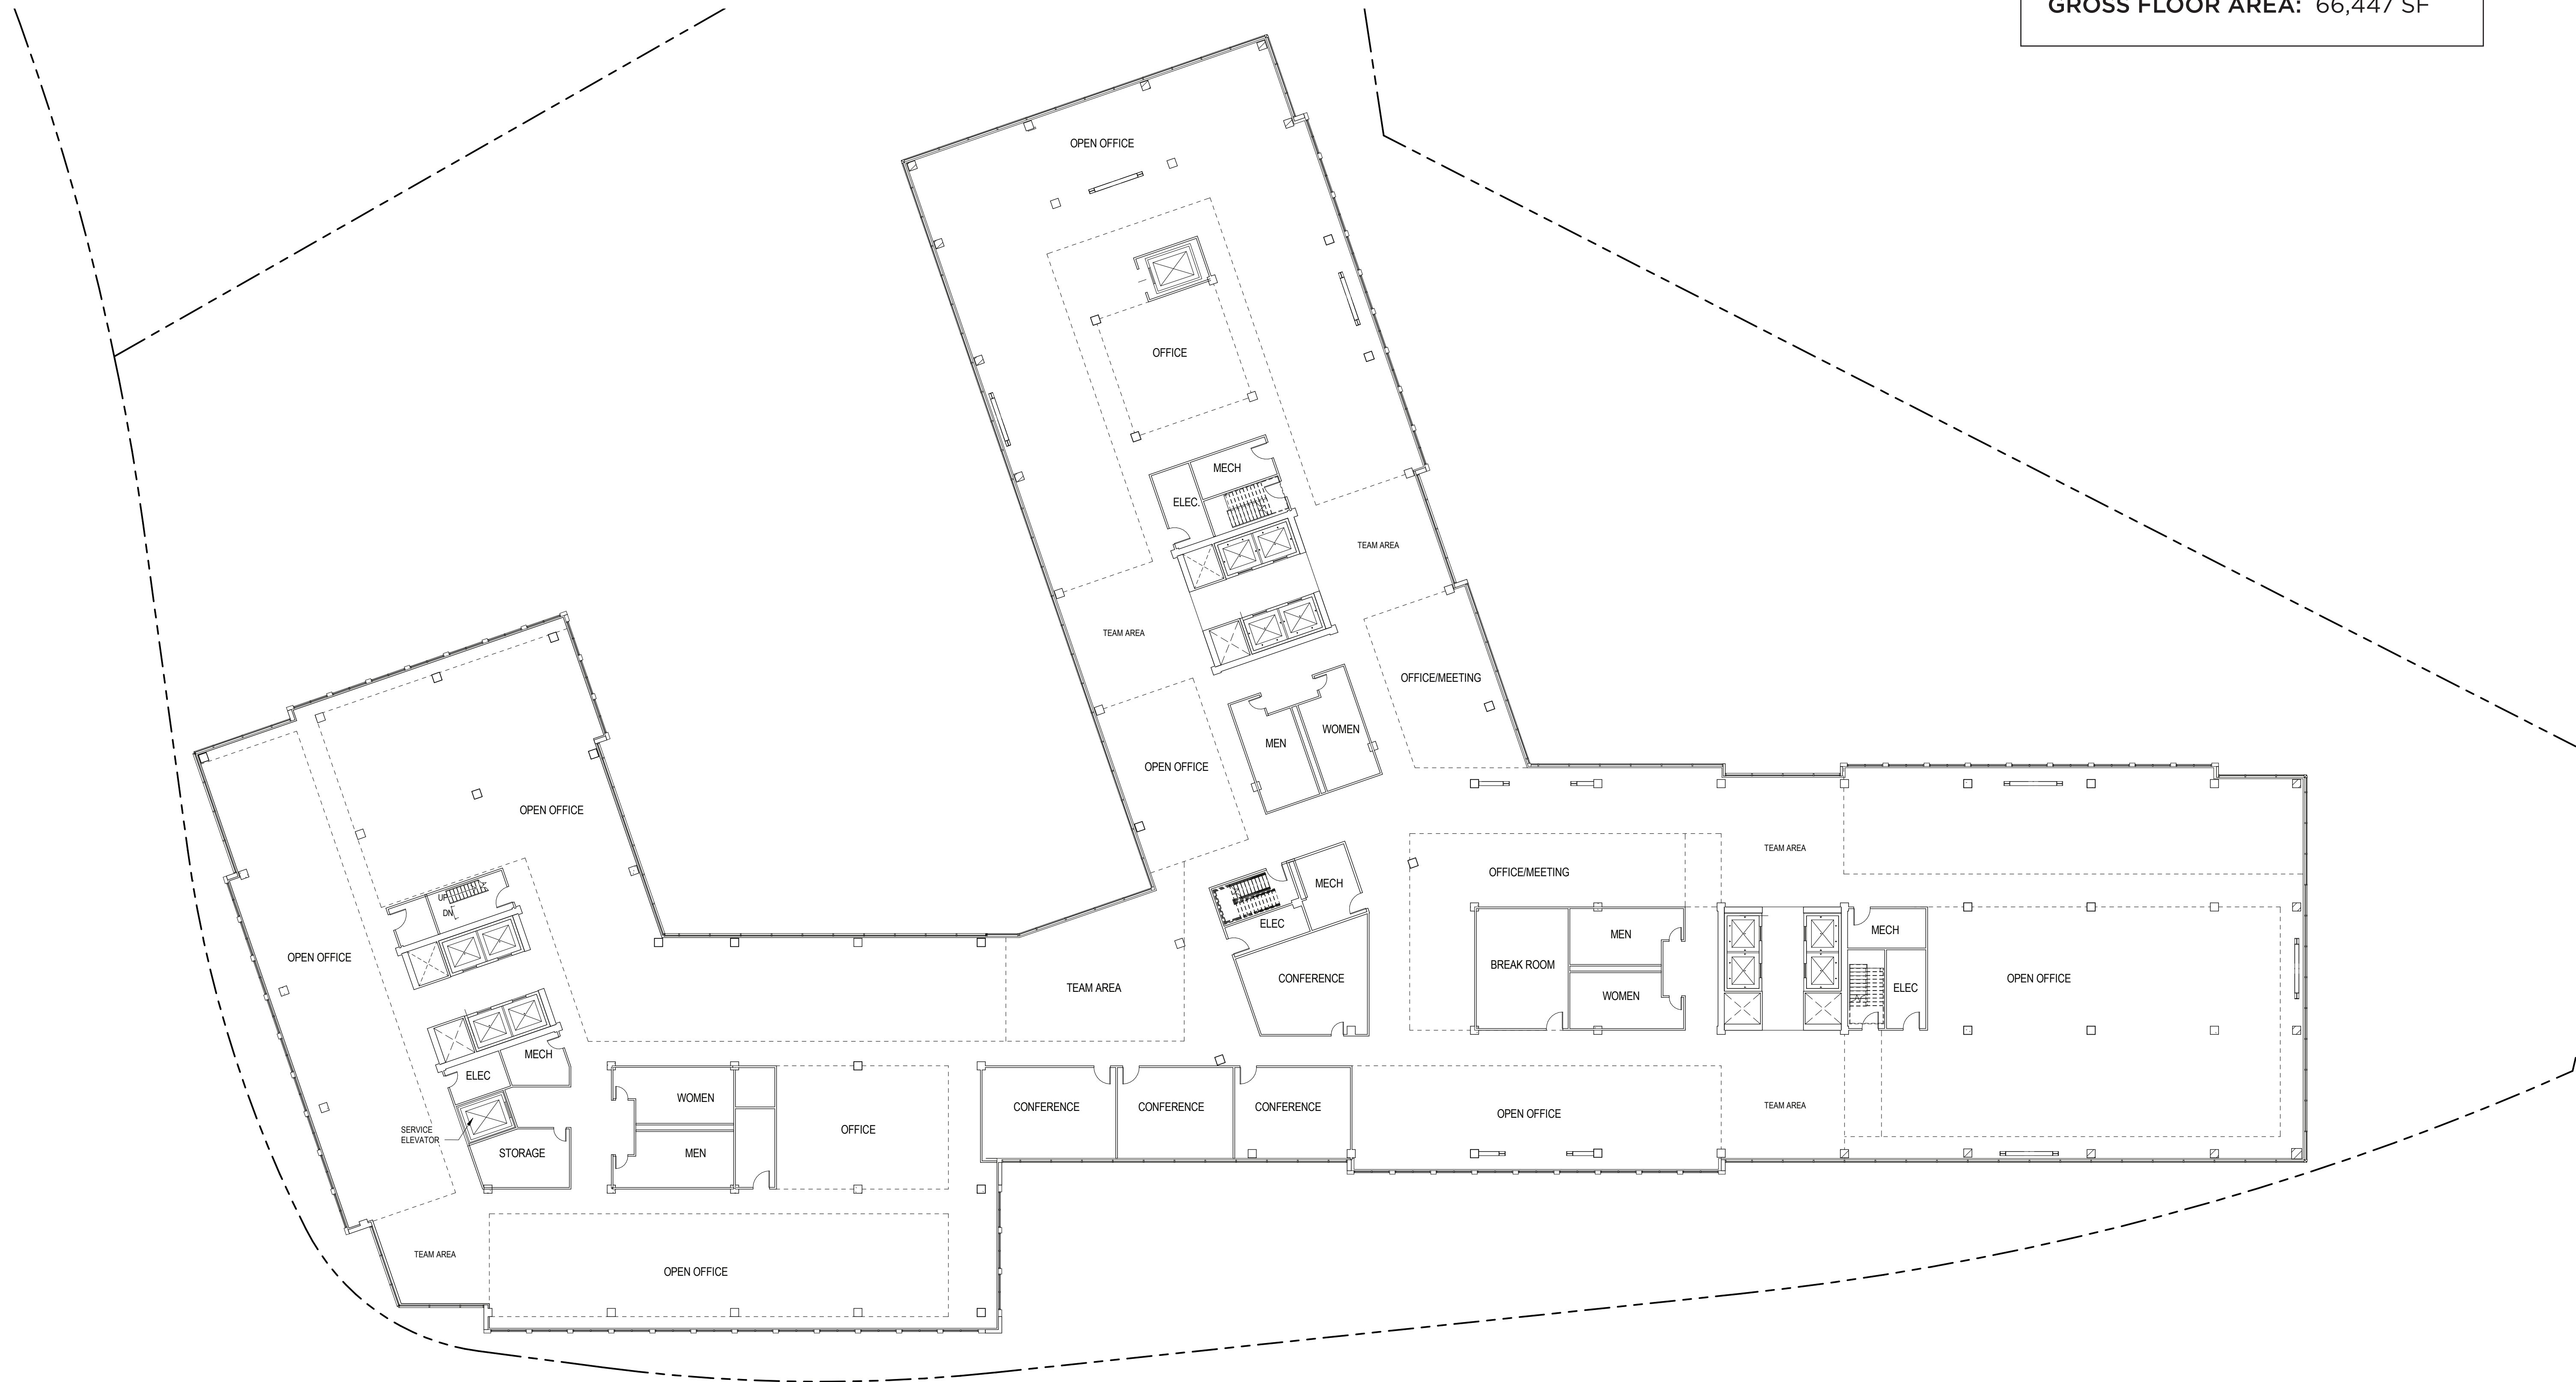 GROSS FLOOR AREA: 66,447 SF
OPEN OFFICE
OFFICE
MECH
ELEC.
TEAM AREA
TEAM AREA
OFFICE/MEETING
WOMEN
MEN
OPEN OFFICE
OPEN OFFICE
TEAM AREA
OFFICE/MEETING
MECH
UP
DN
ELEC
MEN
MECH
OPEN OFFICE
BREAK ROOM
CONFERENCE
OPEN OFFICE
TEAM AREA
ELEC
WOMEN
MECH
ELEC
WOMEN
CONFERENCE
CONFERENCE
CONFERENCE
OPEN OFFICE
TEAM AREA
SERVICE
ELEVATOR
OFFICE
STORAGE
MEN
TEAM AREA
OPEN OFFICE